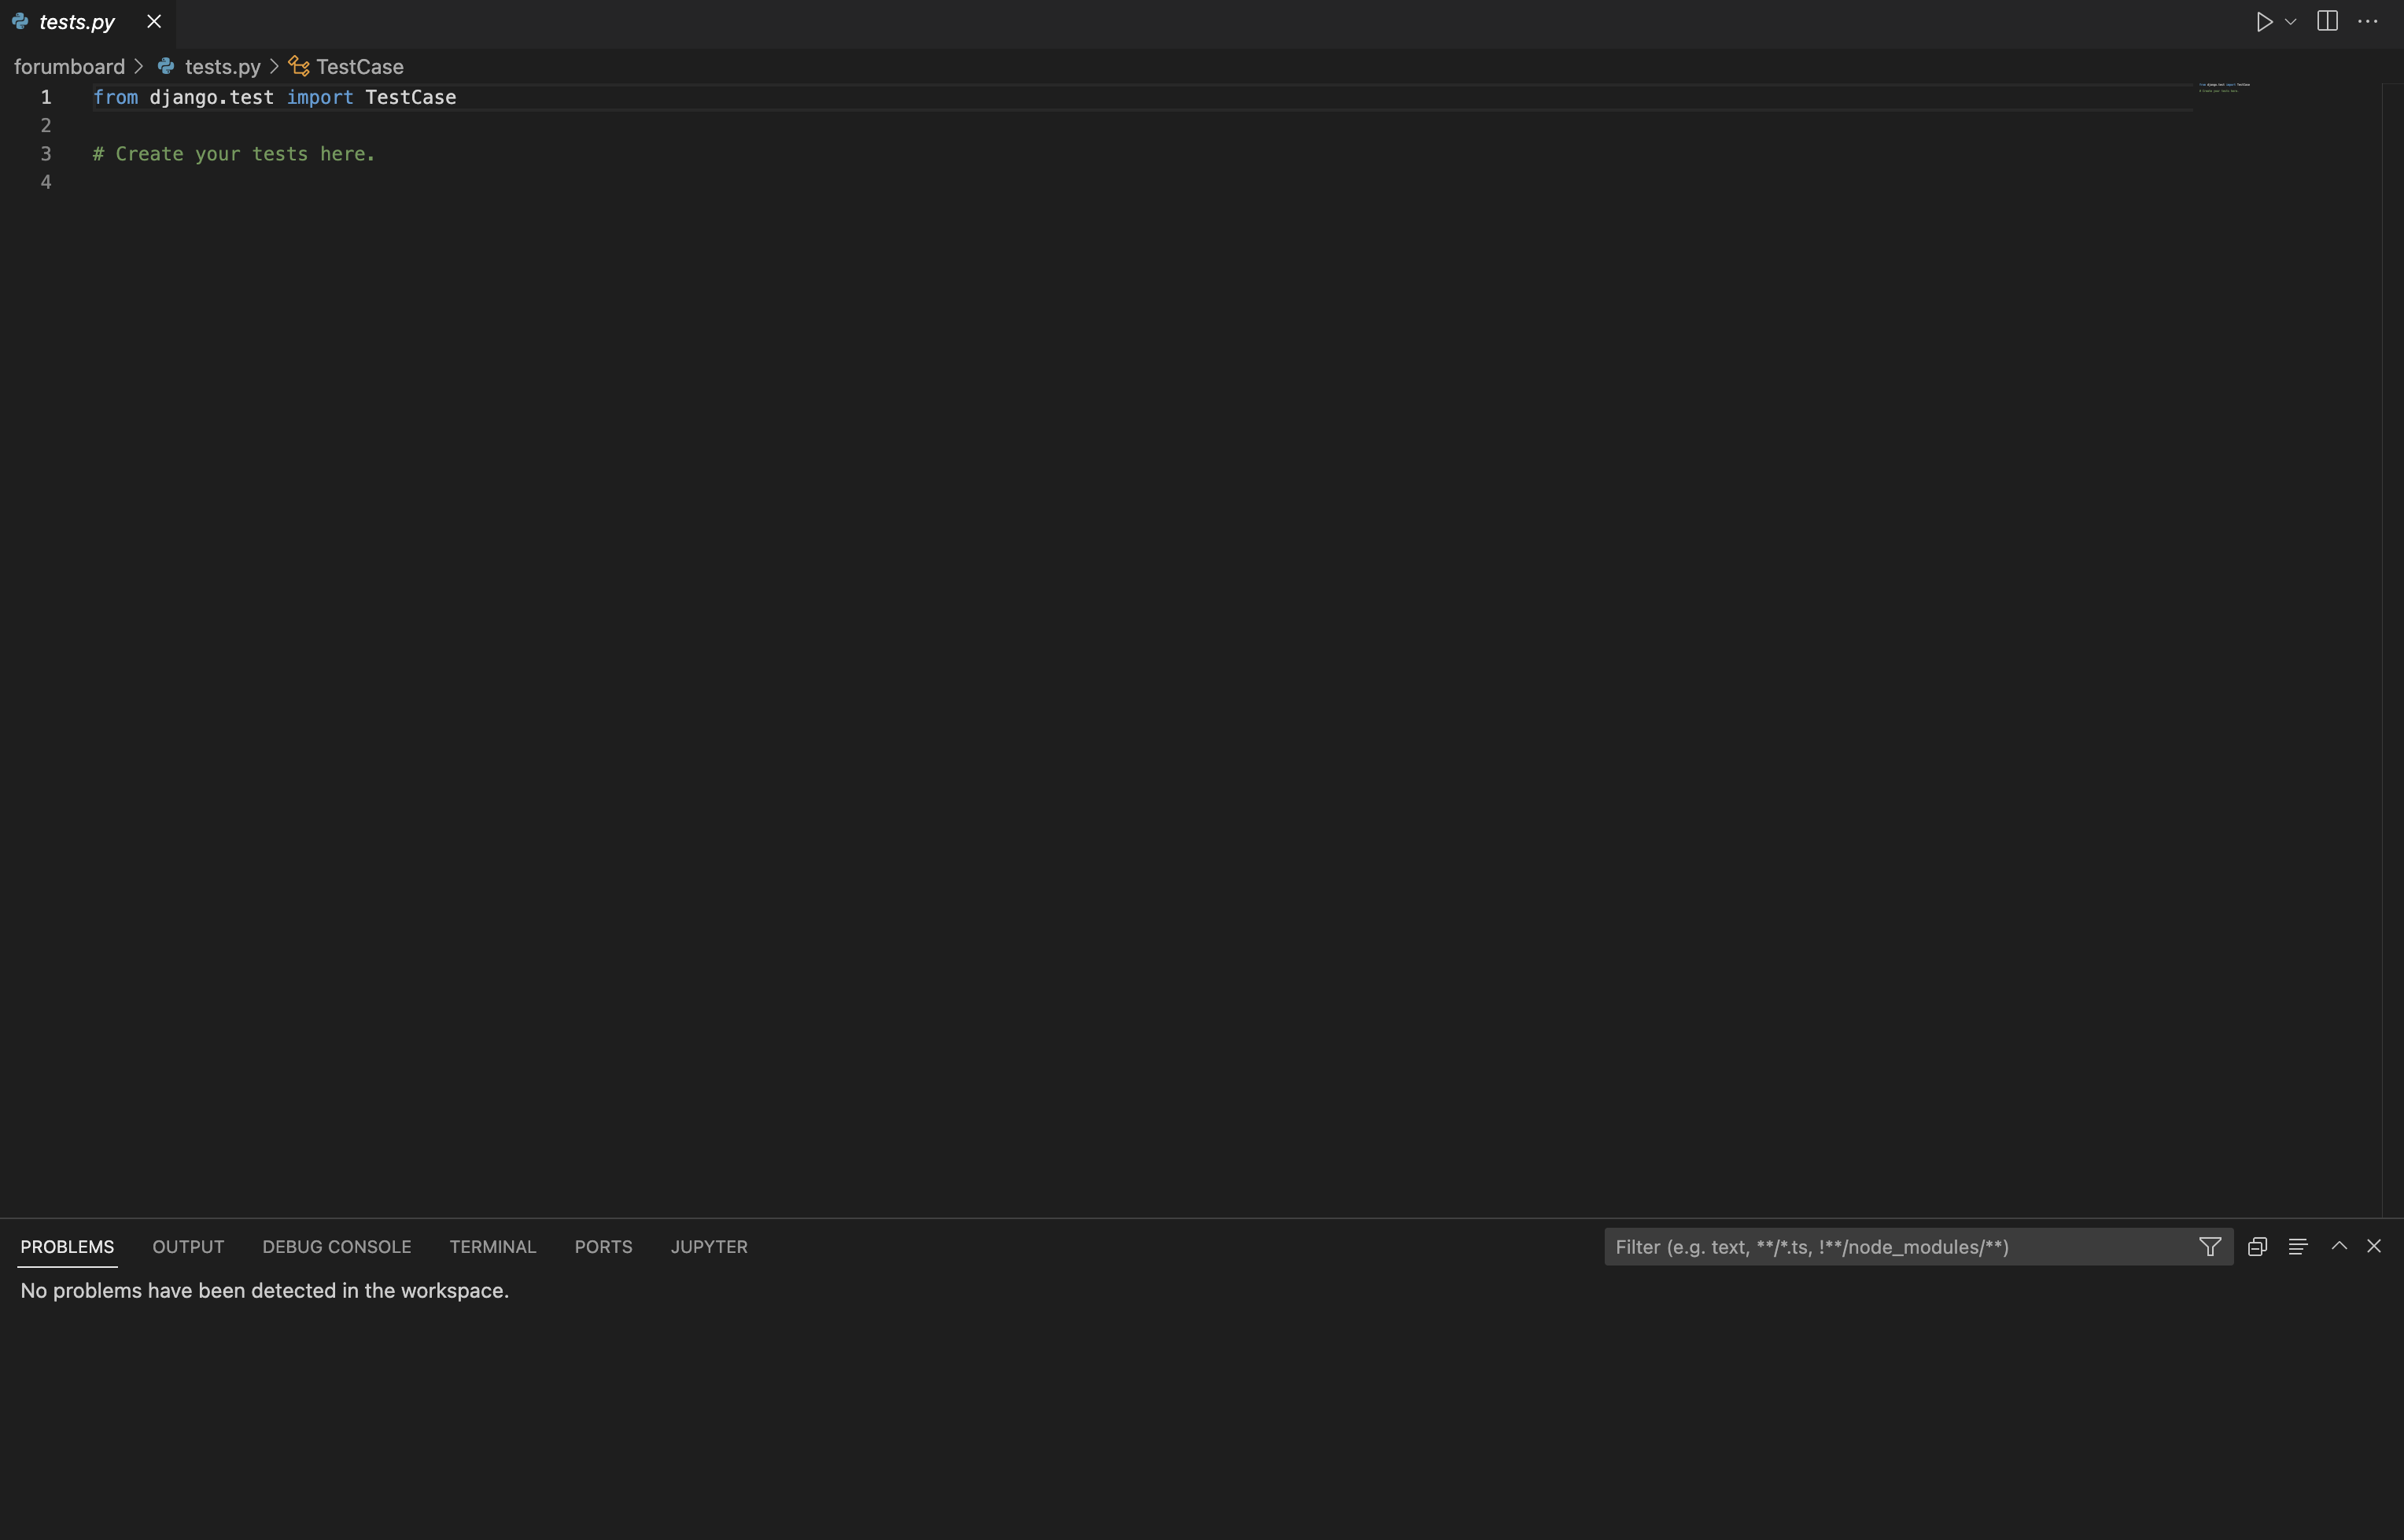 tests.py
forumboard > tests.py > TestCase
1 from django.test import TestCase
2
3 # Create your tests here.
4
PROBLEMS OUTPUT DEBUG CONSOLE TERMINAL PORTS JUPYTER Filter (e.g. text, **/*.ts, !**/node_modules/**)
No problems have been detected in the workspace.